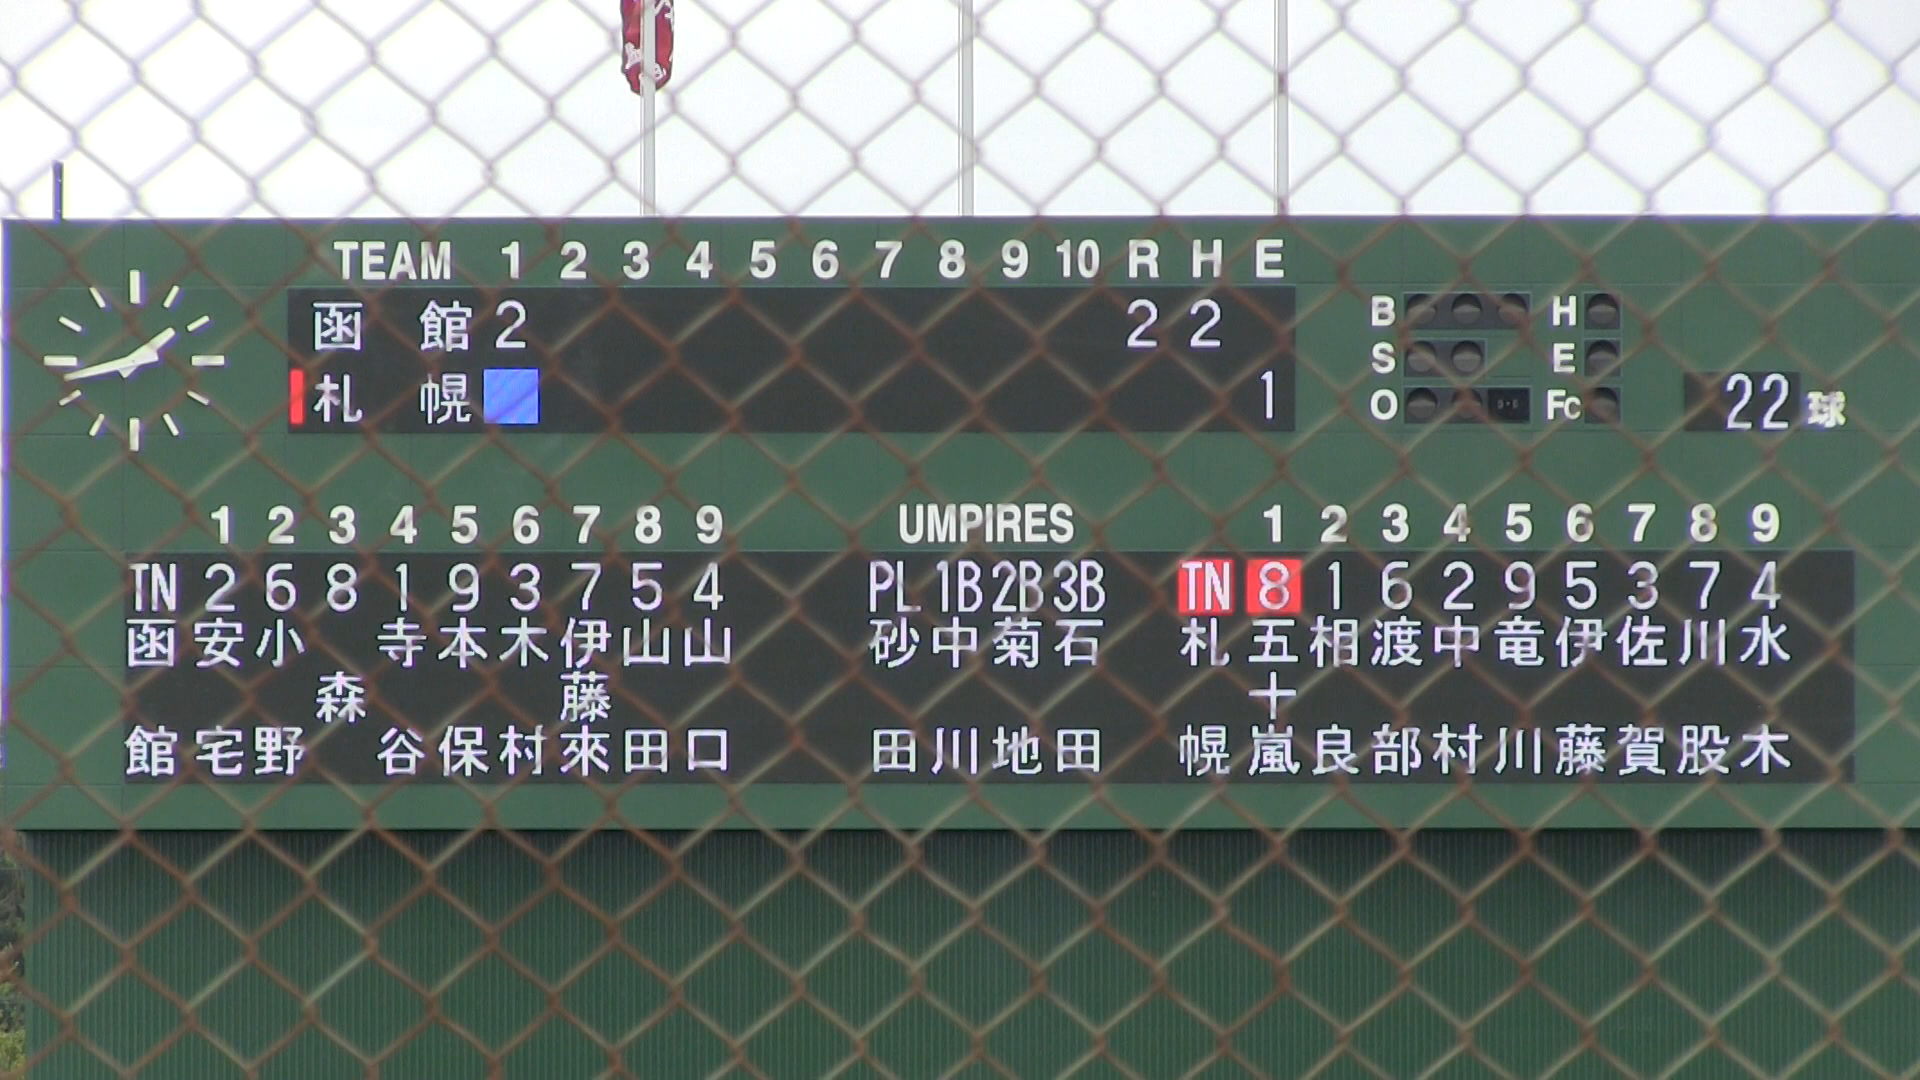 TEAM 1 2 3 4 5 6 7 8 9 10 R H E
函館 2 2 2
札幌 1
B H
S E
O Fc
22球
1 2 3 4 5 6 7 8 9
TN 2 6 8 1 9 3 7 5 4
函館
安宅
小野
森
寺谷
本保
木村
伊藤來
山田
山口
UMPIRES
PL 1B 2B 3B
砂田
中川
菊地
石田
1 2 3 4 5 6 7 8 9
TN 8 1 6 2 9 5 3 7 4
札幌
五十嵐
相良
渡部
中村
竜川
伊藤
佐賀
川股
水木